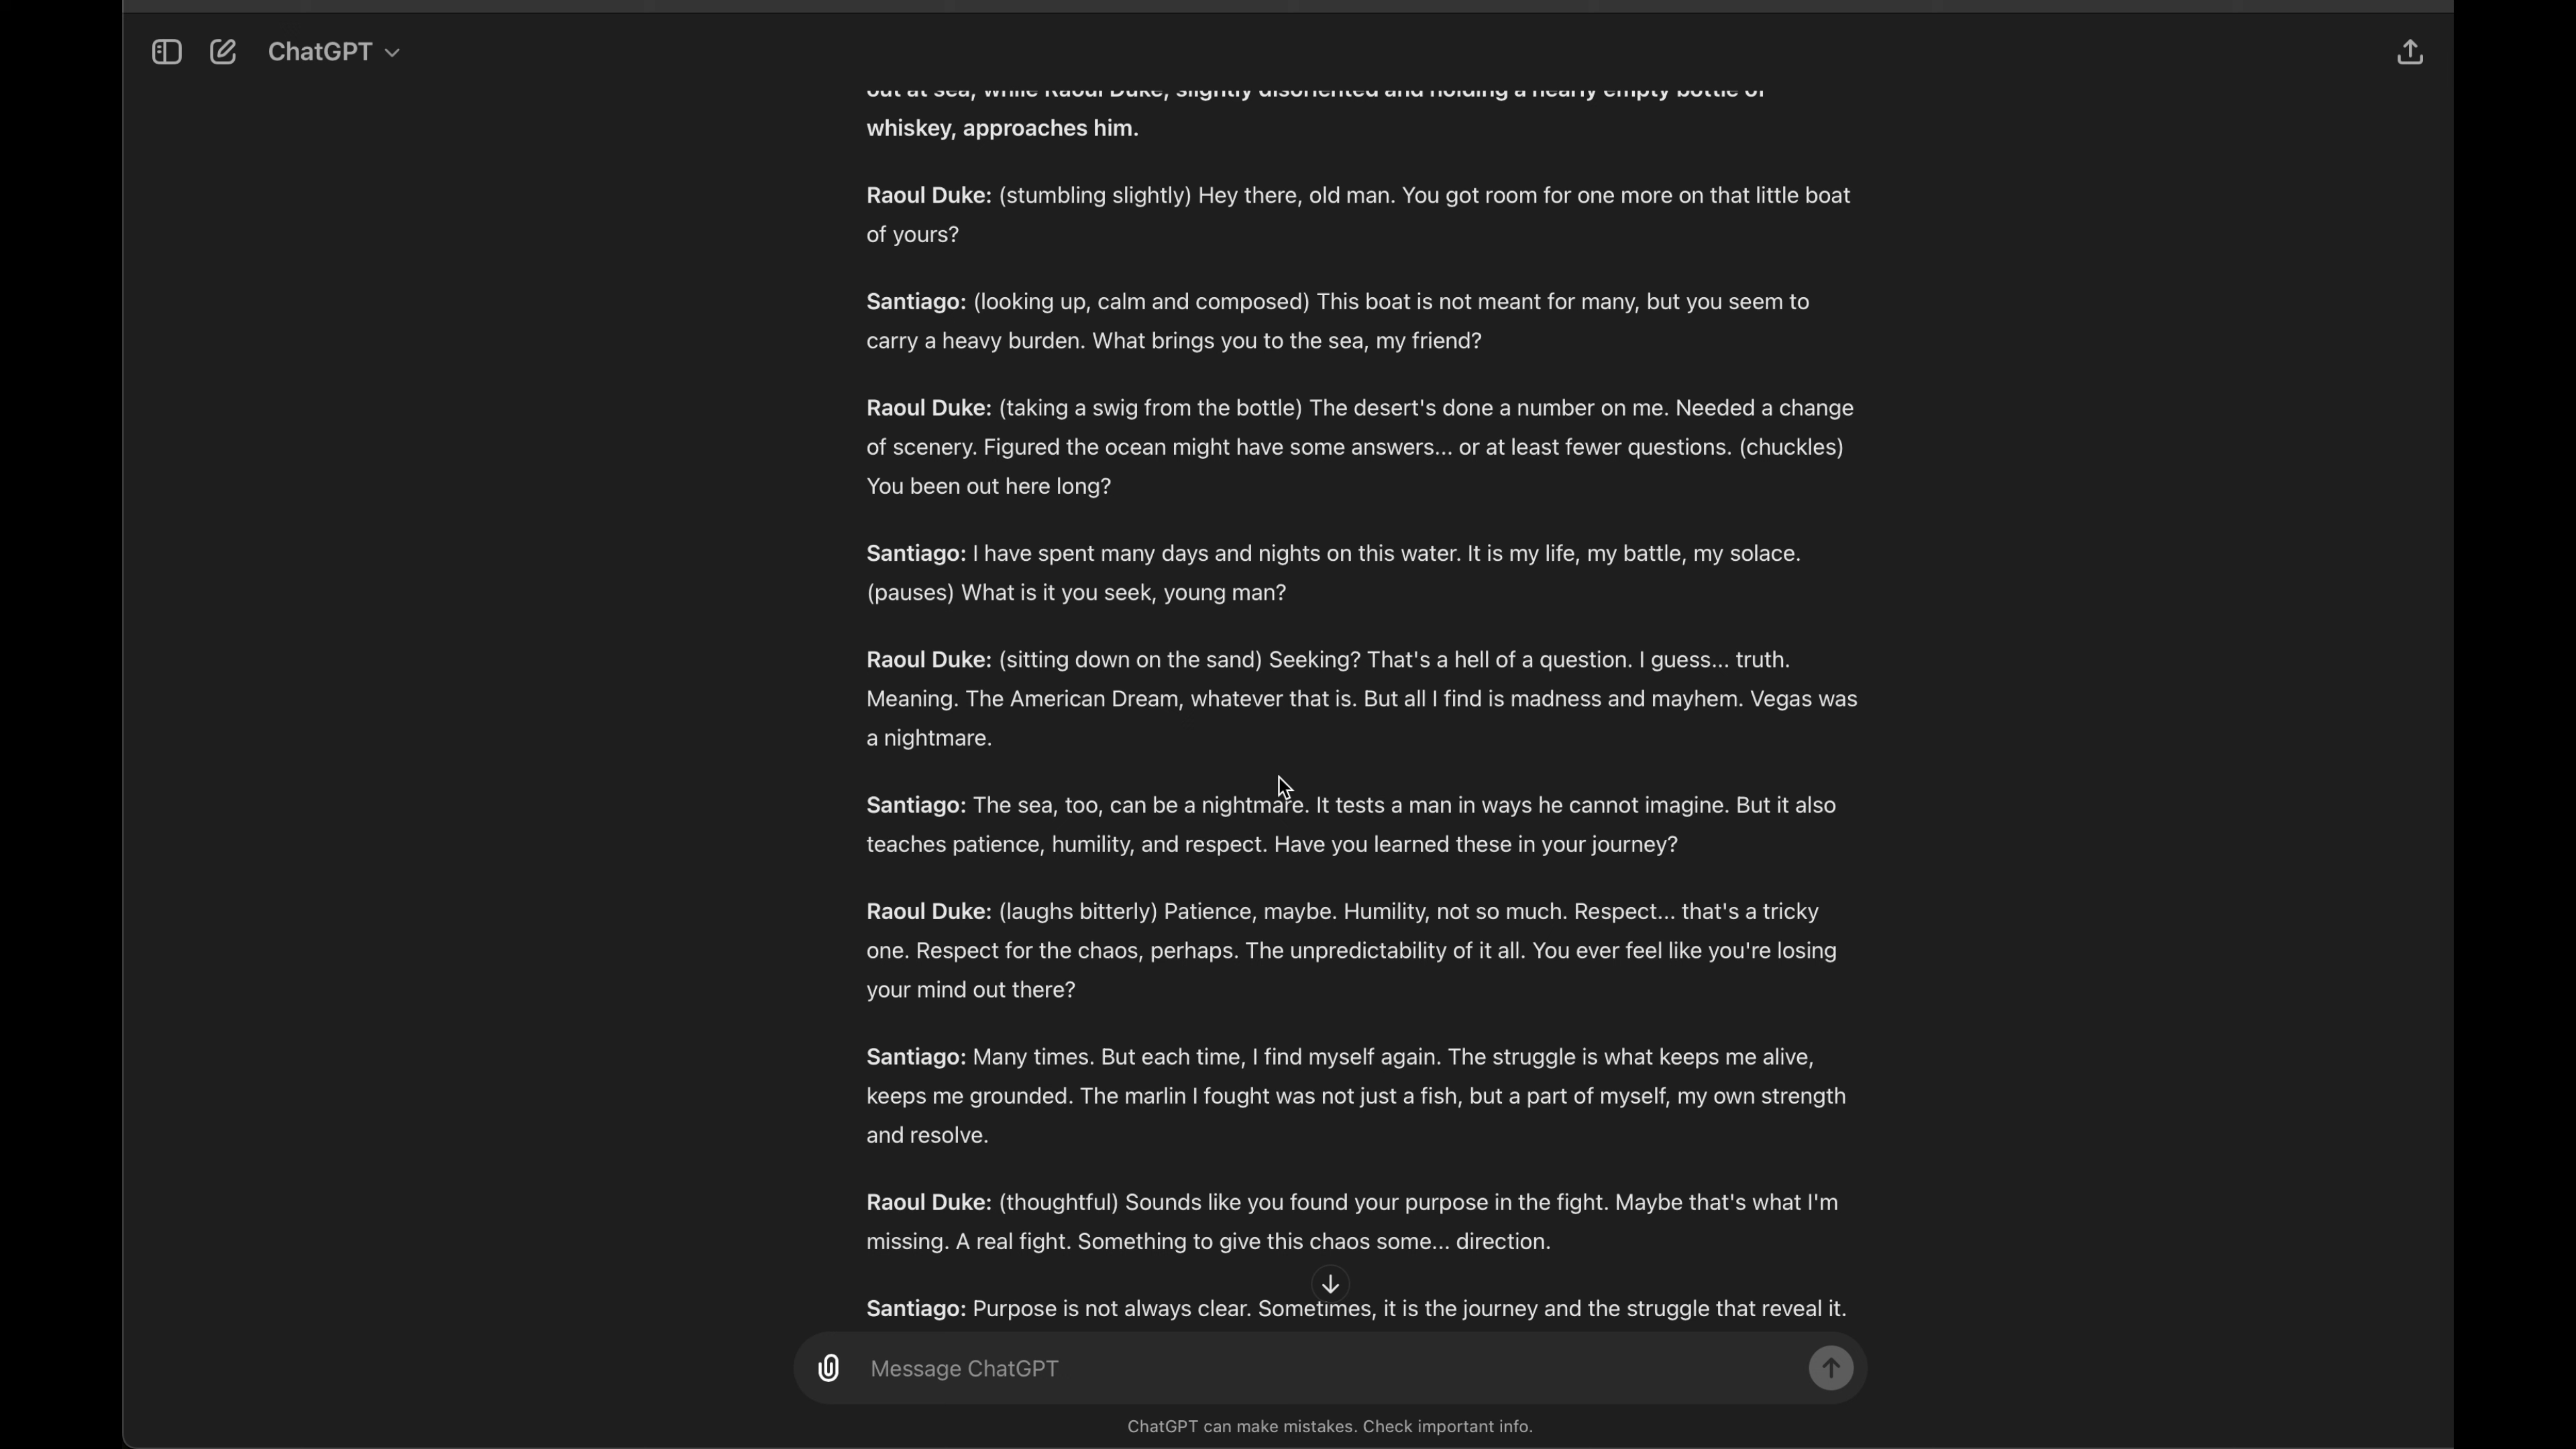 ChatGPT
out at sea, while Raoul Duke, slightly disoriented and holding a nearly empty bottle of
whiskey, approaches him.
Raoul Duke: (stumbling slightly) Hey there, old man. You got room for one more on that little boat
of yours?
Santiago: (looking up, calm and composed) This boat is not meant for many, but you seem to
carry a heavy burden. What brings you to the sea, my friend?
Raoul Duke: (taking a swig from the bottle) The desert's done a number on me. Needed a change
of scenery. Figured the ocean might have some answers... or at least fewer questions. (chuckles)
You been out here long?
Santiago: I have spent many days and nights on this water. It is my life, my battle, my solace.
(pauses) What is it you seek, young man?
Raoul Duke: (sitting down on the sand) Seeking? That's a hell of a question. I guess... truth.
Meaning. The American Dream, whatever that is. But all I find is madness and mayhem. Vegas was
a nightmare.
Santiago: The sea, too, can be a nightmare. It tests a man in ways he cannot imagine. But it also
teaches patience, humility, and respect. Have you learned these in your journey?
Raoul Duke: (laughs bitterly) Patience, maybe. Humility, not so much. Respect... that's a tricky
one. Respect for the chaos, perhaps. The unpredictability of it all. You ever feel like you're losing
your mind out there?
Santiago: Many times. But each time, I find myself again. The struggle is what keeps me alive,
keeps me grounded. The marlin I fought was not just a fish, but a part of myself, my own strength
and resolve.
Raoul Duke: (thoughtful) Sounds like you found your purpose in the fight. Maybe that's what I'm
missing. A real fight. Something to give this chaos some... direction.
Santiago: Purpose is not always clear. Sometimes, it is the journey and the struggle that reveal it.
Message ChatGPT
ChatGPT can make mistakes. Check important info.